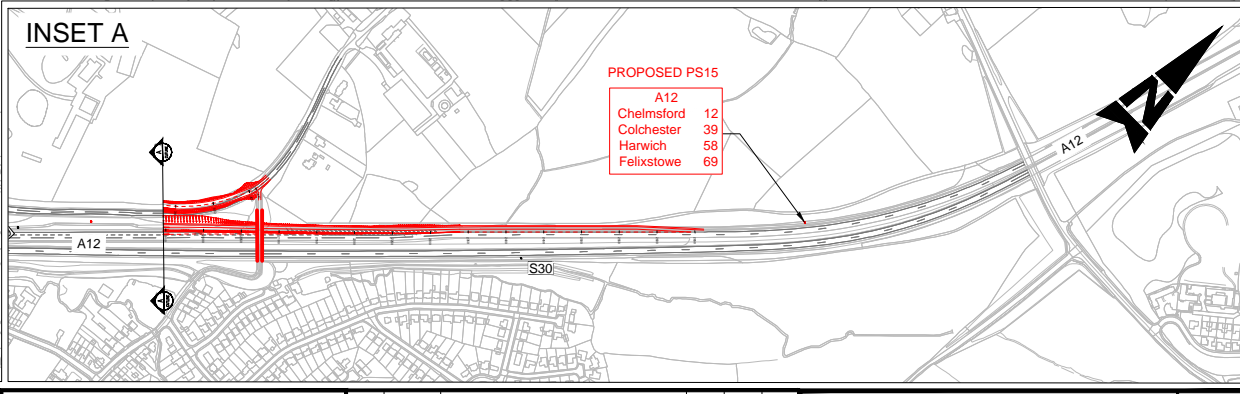 INSET A
PROPOSED PS15
A12
Chelmsford 12
Colchester 39
Harwich 58
Felixstowe 69
A12
A12
S30
N